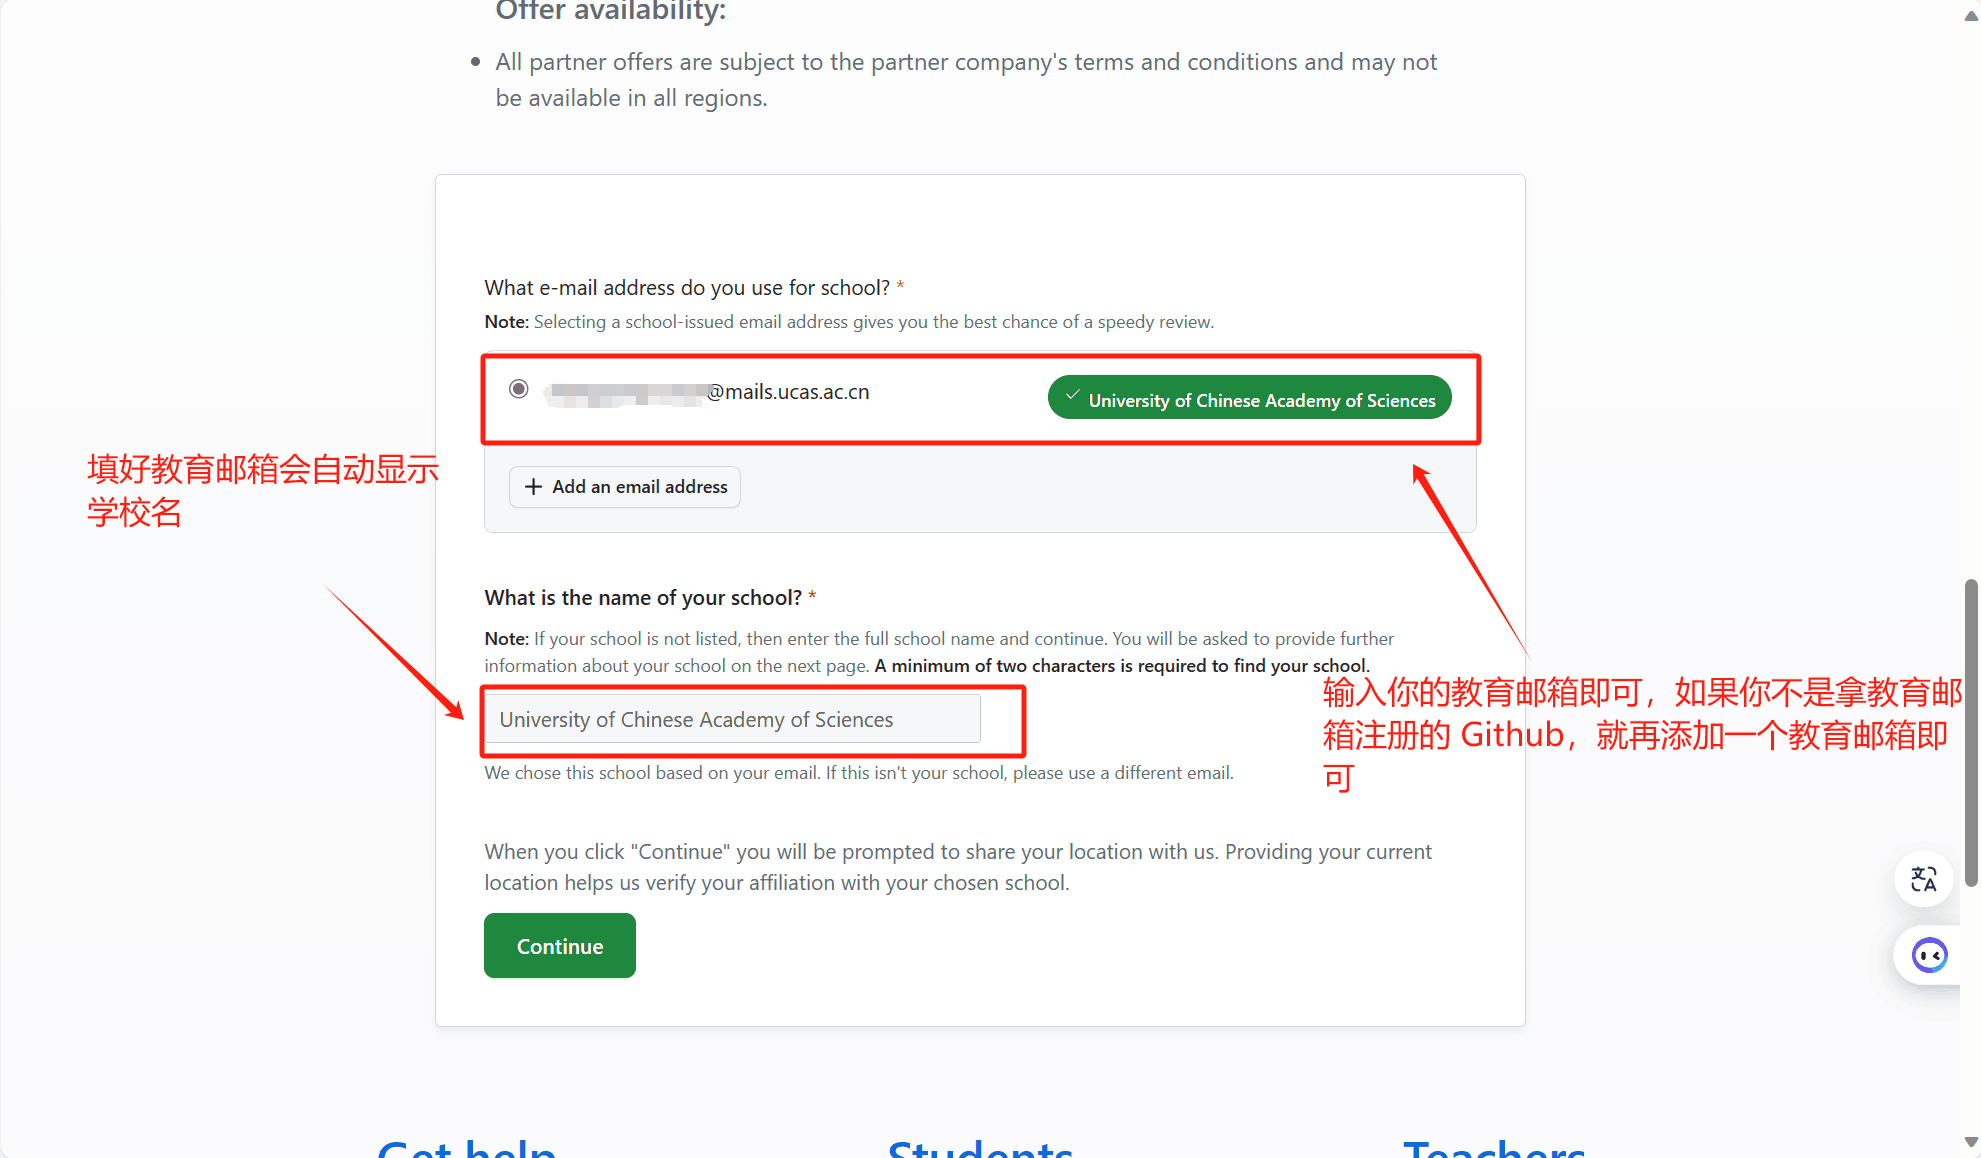 Offer availability:
All partner offers are subject to the partner company's terms and conditions and may not
be available in all regions.
What e-mail address do you use for school? *
Note: Selecting a school-issued email address gives you the best chance of a speedy review.
@mails.ucas.ac.cn
University of Chinese Academy of Sciences
填好教育邮箱会自动显示
学校名
Add an email address
What is the name of your school? *
Note: If your school is not listed, then enter the full school name and continue. You will be asked to provide further
information about your school on the next page. A minimum of two characters is required to find your school.
University of Chinese Academy of Sciences
We chose this school based on your email. If this isn't your school, please use a different email.
输入你的教育邮箱即可，如果你不是拿教育邮
箱注册的 Github，就再添加一个教育邮箱即
可
When you click "Continue" you will be prompted to share your location with us. Providing your current
location helps us verify your affiliation with your chosen school.
Continue
Get help
Students
Teachers